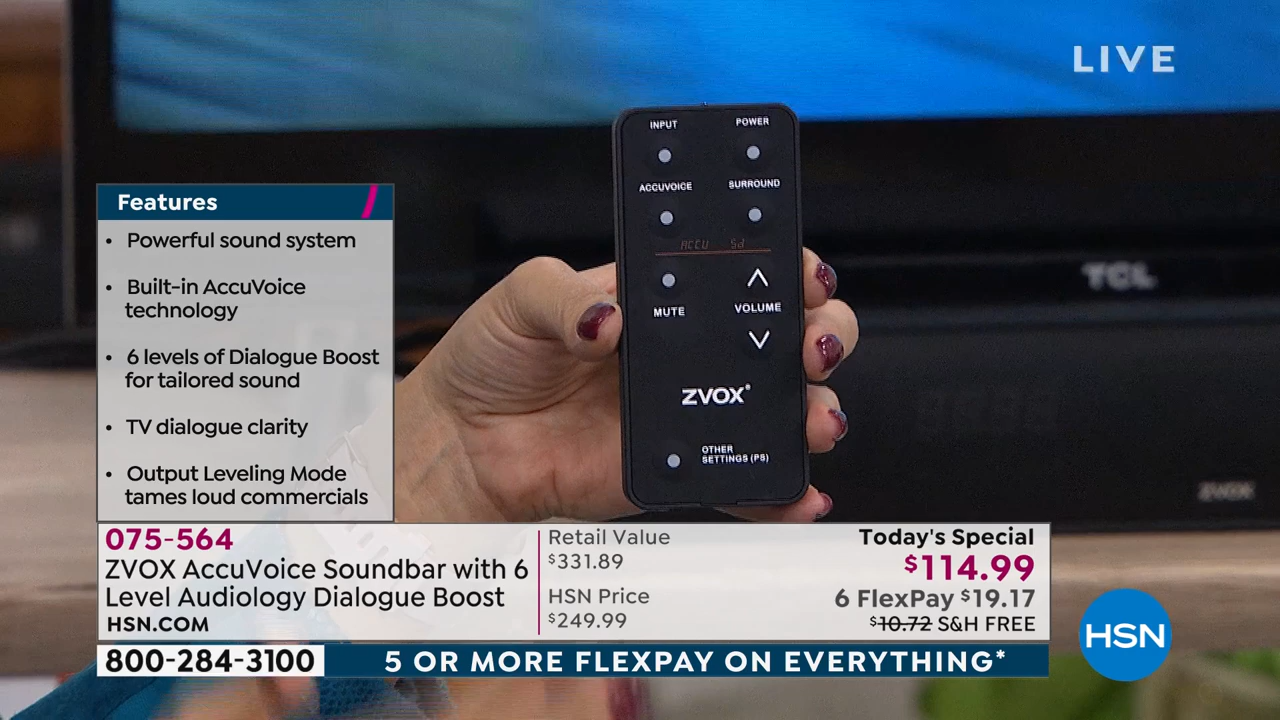 LIVE
INPUT
POWER
ACCUVOICE
SURROUND
ACCU Sd
MUTE
VOLUME
ZVOX®
OTHER
SETTINGS (PS)
TCL
ZVOX
Features
• Powerful sound system
• Built-in AccuVoice
technology
• 6 levels of Dialogue Boost
for tailored sound
• TV dialogue clarity
• Output Leveling Mode
tames loud commercials
075-564
ZVOX AccuVoice Soundbar with 6
Level Audiology Dialogue Boost
HSN.COM
Retail Value
$331.89
HSN Price
$249.99
Today's Special
$114.99
6 FlexPay $19.17
$10.72 S&H FREE
800-284-3100
5 OR MORE FLEXPAY ON EVERYTHING*
HSN